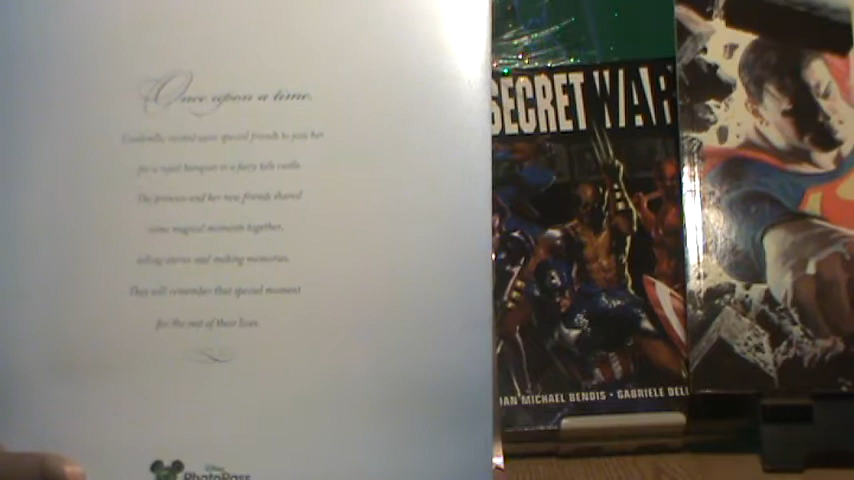 Once upon a time,
Cinderella invited some special friends to join her
for a royal banquet in a fairy tale castle.
The princess and her new friends shared
some magical moments together,
telling stories and making memories.
They will remember that special moment
for the rest of their lives.
Disney
PhotoPass
SECRET WAR
IAN MICHAEL BENDIS • GABRIELE DELL